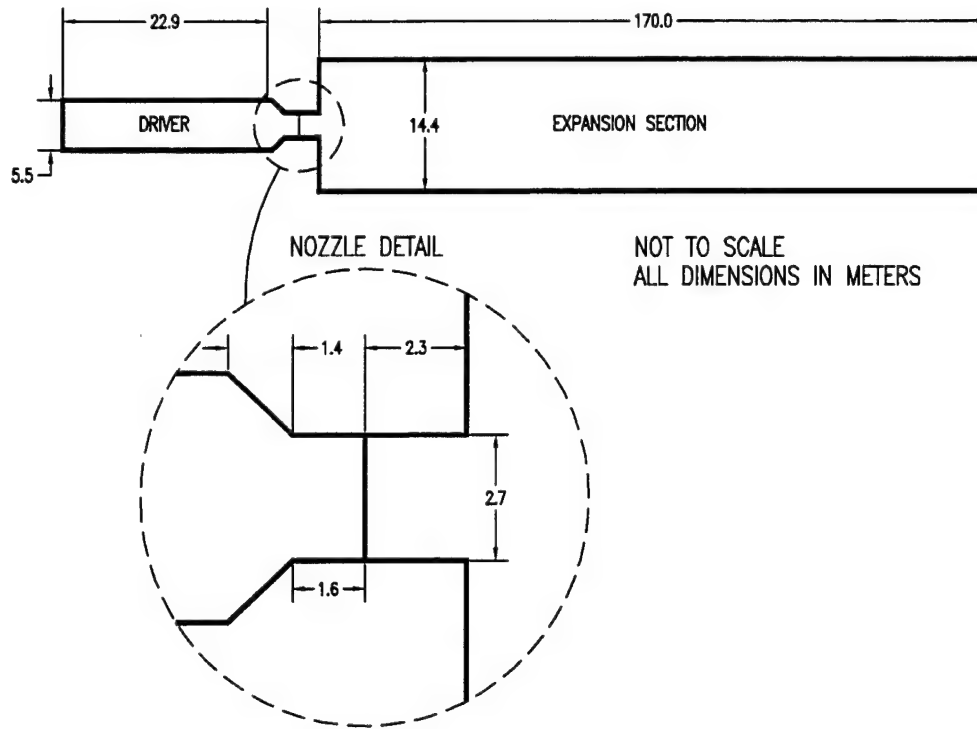 22.9
170.0
DRIVER
14.4
EXPANSION SECTION
5.5
NOZZLE DETAIL
NOT TO SCALE
ALL DIMENSIONS IN METERS
1.4
2.3
2.7
1.6